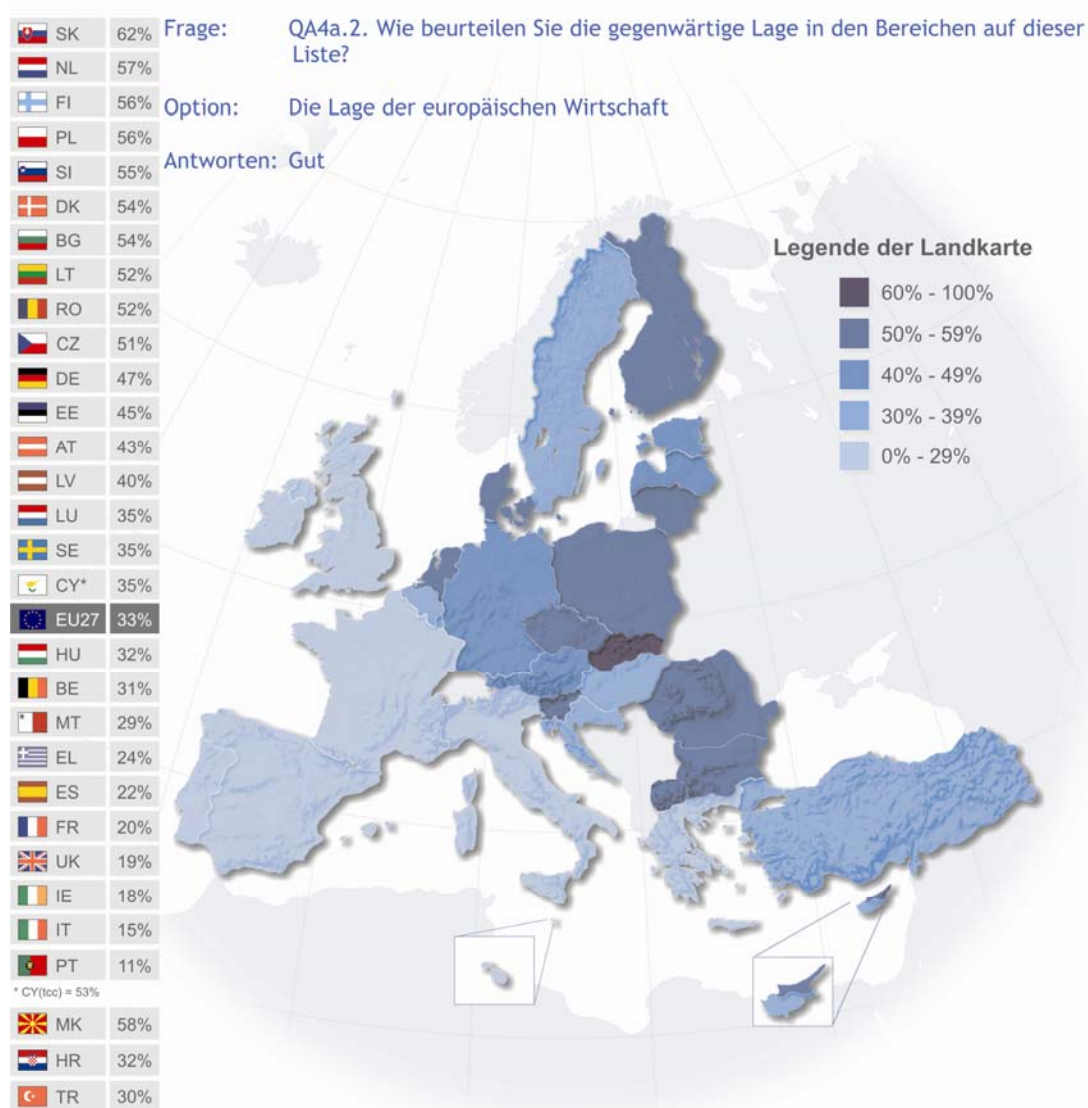 Frage: QA4a.2. Wie beurteilen Sie die gegenwärtige Lage in den Bereichen auf dieser
Liste?
Option: Die Lage der europäischen Wirtschaft
Antworten: Gut
SK 62%
NL 57%
FI 56%
PL 56%
SI 55%
DK 54%
BG 54%
LT 52%
RO 52%
CZ 51%
DE 47%
EE 45%
AT 43%
LV 40%
LU 35%
SE 35%
CY* 35%
EU27 33%
HU 32%
BE 31%
MT 29%
EL 24%
ES 22%
FR 20%
UK 19%
IE 18%
IT 15%
PT 11%
* CY(tcc) = 53%
MK 58%
HR 32%
TR 30%
Legende der Landkarte
60% - 100%
50% - 59%
40% - 49%
30% - 39%
0% - 29%